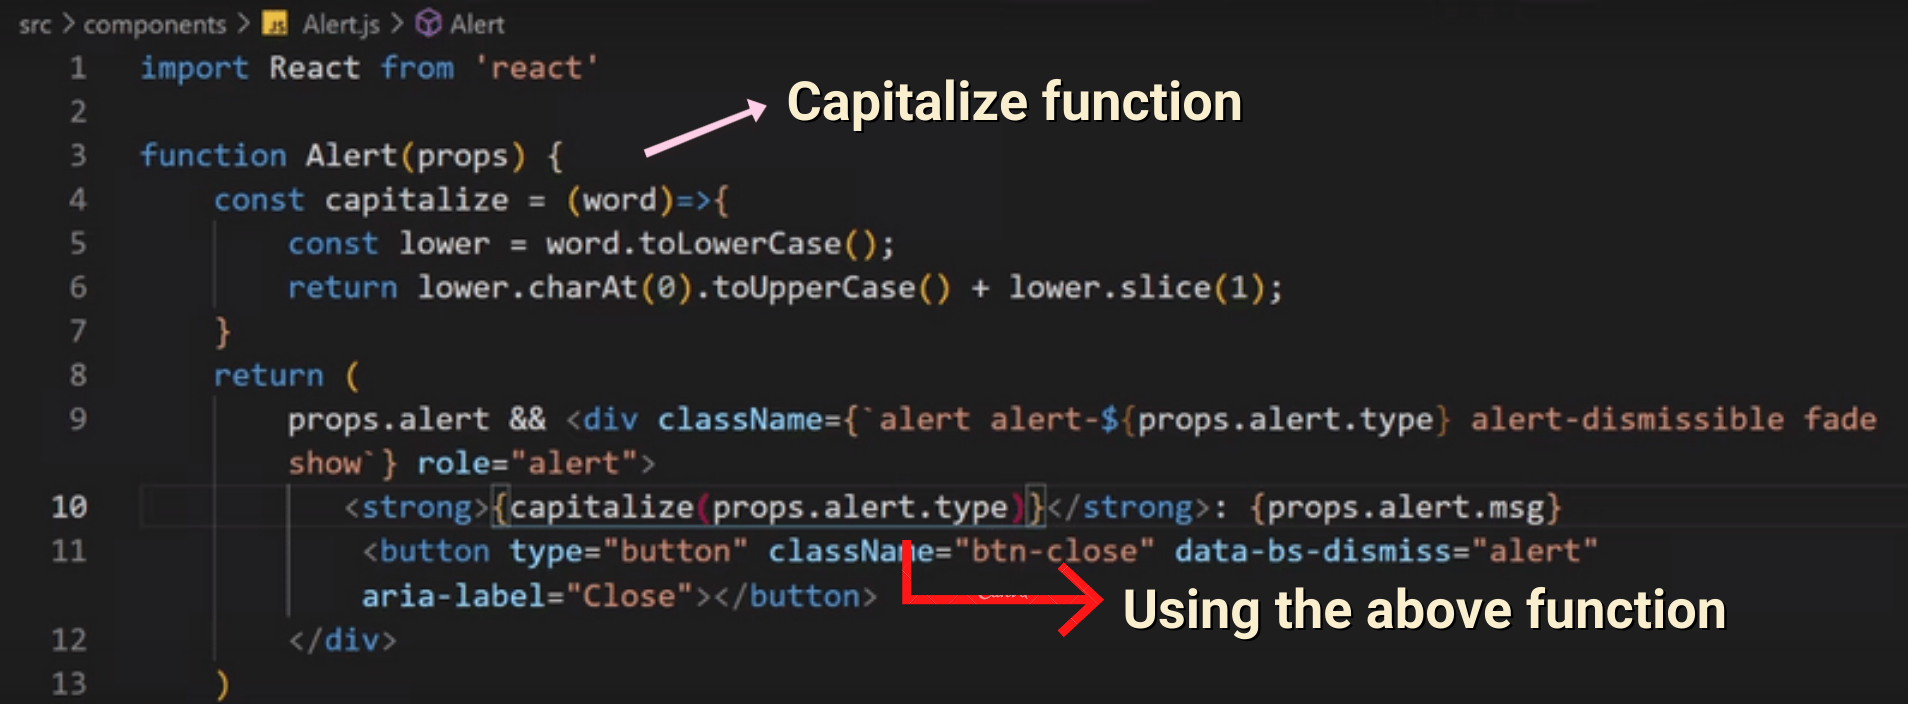 src > components > JS Alert.js > Alert
1 import React from 'react'
2
Capitalize function
3 function Alert(props) {
4 const capitalize = (word)=>{
5 const lower = word.toLowerCase();
6 return lower.charAt(0).toUpperCase() + lower.slice(1);
7 }
8 return (
9 props.alert && <div className={`alert alert-${props.alert.type} alert-dismissible fade
show`} role="alert">
10 <strong>{capitalize(props.alert.type)}</strong>: {props.alert.msg}
11 <button type="button" className="btn-close" data-bs-dismiss="alert"
aria-label="Close"></button>
Canva
Using the above function
12 </div>
13 )